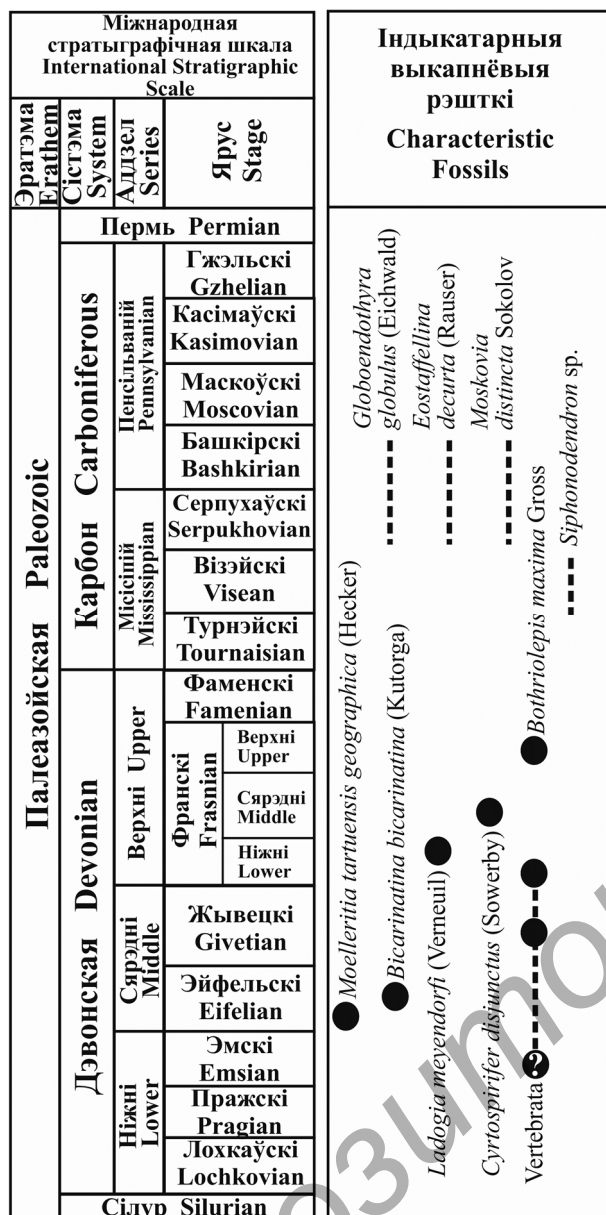 Міжнародная
стратыграфічная шкала
International Stratigraphic
Scale
Эратэма
Erathem
Сістэма
System
Аддзел
Series
Ярус
Stage
Індыкатарныя
выкапнёвыя
рэшткі
Characteristic
Fossils
Палеазойская Paleozoic
Пермь Permian
Карбон Carboniferous
Пенсільваній
Pennsylvanian
Гжэльскі
Gzhelian
Касімаўскі
Kasimovian
Маскоўскі
Moscovian
Башкірскі
Bashkirian
Місісіпій
Mississippian
Серпухаўскі
Serpukhovian
Візэйскі
Visean
Турнэйскі
Tournaisian
Дэвонская Devonian
Верхні Upper
Фаменскі
Famenian
Франскі
Frasnian
Верхні
Upper
Сярэдні
Middle
Ніжні
Lower
Сярэдні
Middle
Жывецкі
Givetian
Эйфельскі
Eifelian
Ніжні
Lower
Эмскі
Emsian
Пражскі
Pragian
Лохкаўскі
Lochkovian
Сілур Silurian
Moelleritia tartuensis geographica (Hecker)
Globoendothyra
globulus (Eichwald)
Bicarinatina bicarinatina (Kutorga)
Eostaffellina
decurta (Rauser)
Ladogia meyendorfi (Verneuil)
Moskovia
distincta Sokolov
Cyrtospirifer disjunctus (Sowerby)
Bothriolepis maxima Gross
Vertebrata
?
Siphonodendron sp.